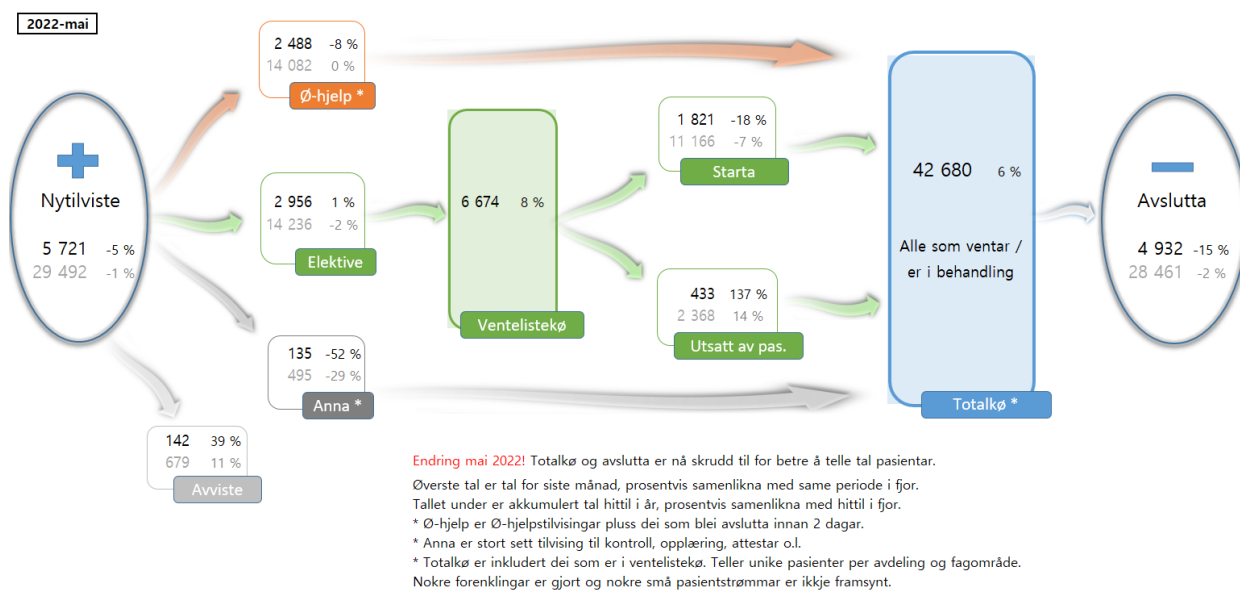 2022-mai
2 488 -8 %
14 082 0 %
Ø-hjelp *
Nytilviste
5 721 -5 %
29 492 -1 %
2 956 1 %
14 236 -2 %
Elektive
135 -52 %
495 -29 %
Anna *
142 39 %
679 11 %
Avviste
6 674 8 %
Ventelistekø
1 821 -18 %
11 166 -7 %
Starta
433 137 %
2 368 14 %
Utsatt av pas.
42 680 6 %
Alle som ventar /
er i behandling
Totalkø *
Avslutta
4 932 -15 %
28 461 -2 %
Endring mai 2022! Totalkø og avslutta er nå skrudd til for betre å telle tal pasientar.
Øverste tal er tal for siste månad, prosentvis samenlikna med same periode i fjor.
Tallet under er akkumulert tal hittil i år, prosentvis samenlikna med hittil i fjor.
* Ø-hjelp er Ø-hjelpstilvisingar pluss dei som blei avslutta innan 2 dagar.
* Anna er stort sett tilvising til kontroll, opplæring, attestar o.l.
* Totalkø er inkludert dei som er i ventelistekø. Teller unike pasienter per avdeling og fagområde.
Nokre forenklingar er gjort og nokre små pasientstrømmar er ikkje framsynt.